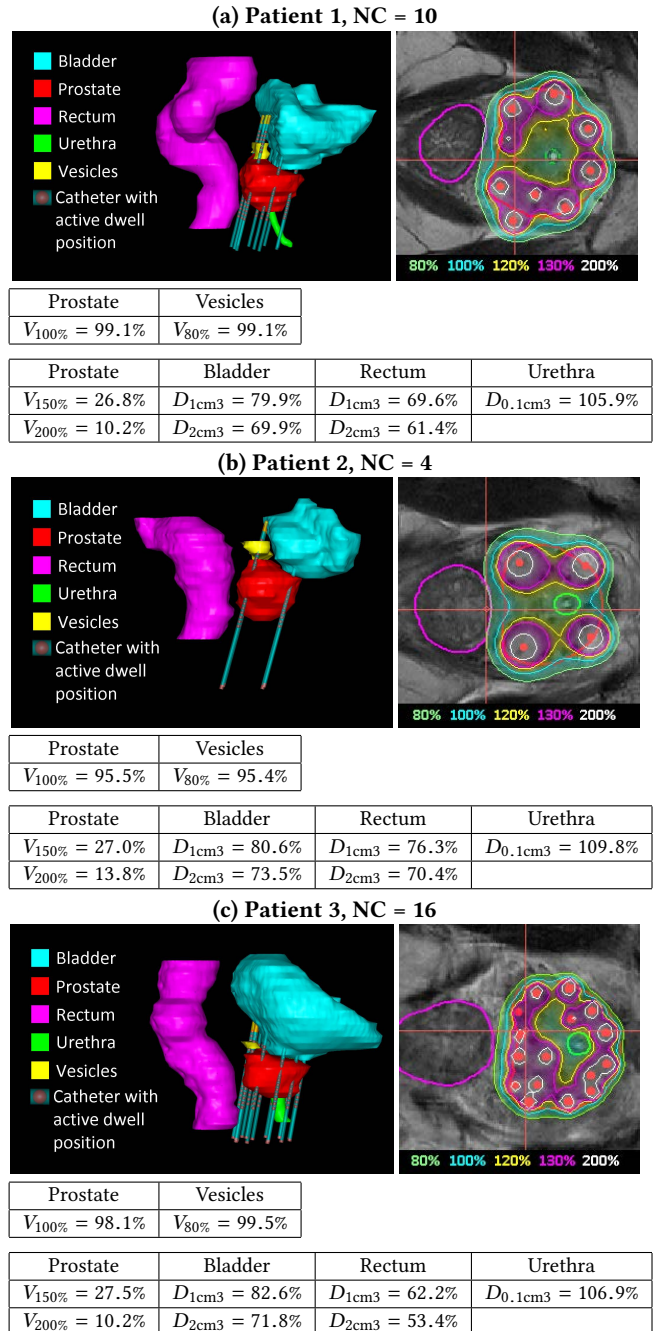 (a) Patient 1, NC = 10
Bladder
Prostate
Rectum
Urethra
Vesicles
Catheter with
active dwell
position
80% 100% 120% 130% 200%
Prostate Vesicles
V100% = 99.1% V80% = 99.1%
Prostate Bladder Rectum Urethra
V150% = 26.8% D1cm3 = 79.9% D1cm3 = 69.6% D0.1cm3 = 105.9%
V200% = 10.2% D2cm3 = 69.9% D2cm3 = 61.4%
(b) Patient 2, NC = 4
Bladder
Prostate
Rectum
Urethra
Vesicles
Catheter with
active dwell
position
80% 100% 120% 130% 200%
Prostate Vesicles
V100% = 95.5% V80% = 95.4%
Prostate Bladder Rectum Urethra
V150% = 27.0% D1cm3 = 80.6% D1cm3 = 76.3% D0.1cm3 = 109.8%
V200% = 13.8% D2cm3 = 73.5% D2cm3 = 70.4%
(c) Patient 3, NC = 16
Bladder
Prostate
Rectum
Urethra
Vesicles
Catheter with
active dwell
position
80% 100% 120% 130% 200%
Prostate Vesicles
V100% = 98.1% V80% = 99.5%
Prostate Bladder Rectum Urethra
V150% = 27.5% D1cm3 = 82.6% D1cm3 = 62.2% D0.1cm3 = 106.9%
V200% = 10.2% D2cm3 = 71.8% D2cm3 = 53.4%